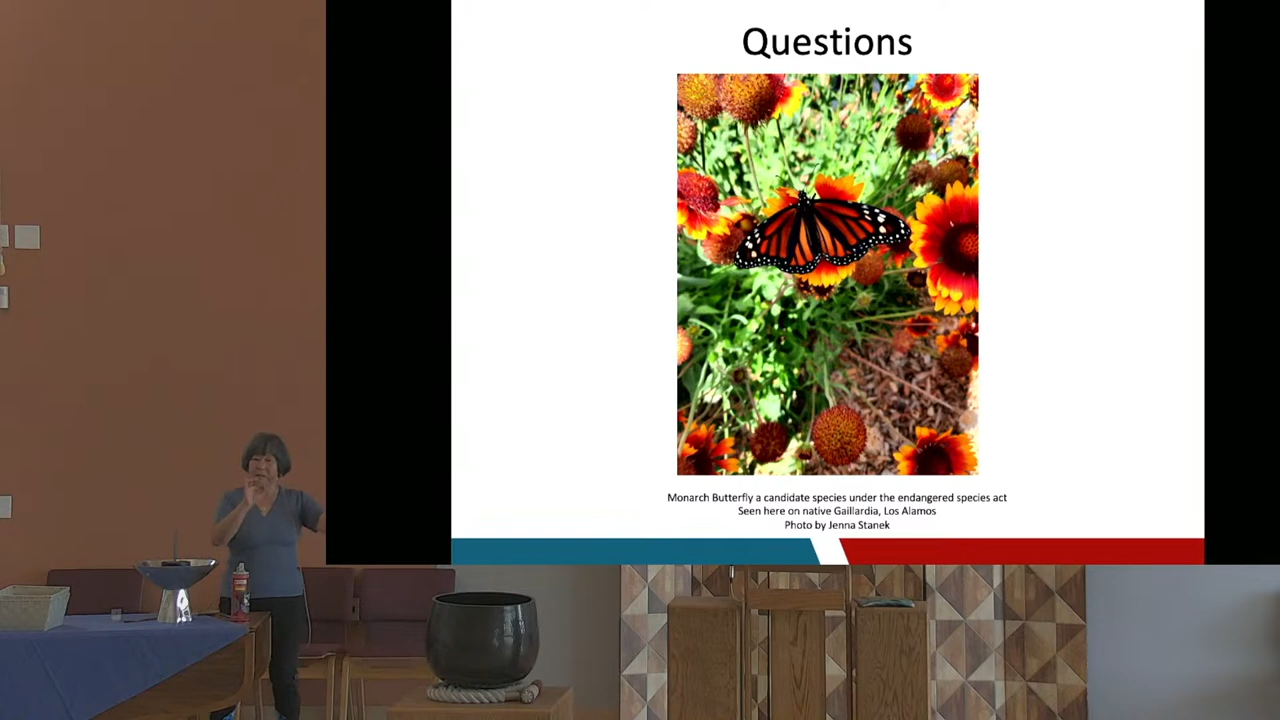 Questions
Monarch Butterfly a candidate species under the endangered species act
Seen here on native Gaillardia, Los Alamos
Photo by Jenna Stanek